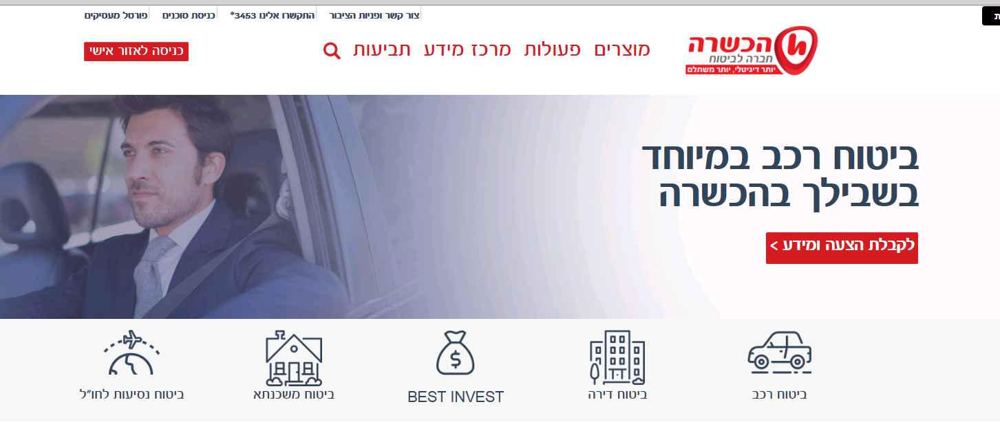 צור קשר ופניות הציבור
התקשרו אלינו 3453*
כניסת סוכנים
פורטל מעסיקים
הכשרה
חברה לביטוח
יותר דיגיטלי, יותר משתלם
מוצרים
פעולות
מרכז מידע
תביעות
כניסה לאזור אישי
ביטוח רכב במיוחד
בשבילך בהכשרה
לקבלת הצעה ומידע >
ביטוח רכב
ביטוח דירה
BEST INVEST
ביטוח משכנתא
ביטוח נסיעות לחו"ל